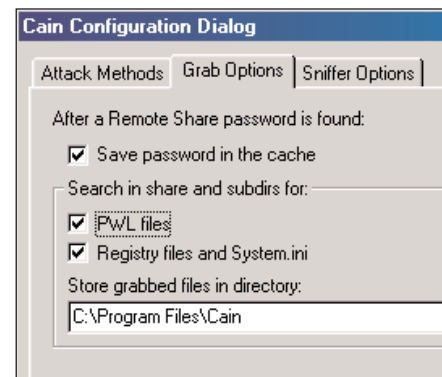 Cain Configuration Dialog
Attack Methods Grab Options Sniffer Options
After a Remote Share password is found:
Save password in the cache
Search in share and subdirs for:
PWL files
Registry files and System.ini
Store grabbed files in directory:
C:\Program Files\Cain